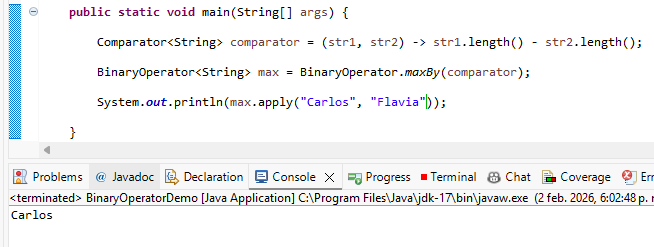 public static void main(String[] args) {
Comparator<String> comparator = (str1, str2) -> str1.length() - str2.length();
BinaryOperator<String> max = BinaryOperator.maxBy(comparator);
System.out.println(max.apply("Carlos", "Flavia"));
}
Problems @ Javadoc Declaration Console Progress Terminal Chat Coverage
<terminated> BinaryOperatorDemo [Java Application] C:\Program Files\Java\jdk-17\bin\javaw.exe (2 feb. 2026, 6:02:48 p.
Carlos